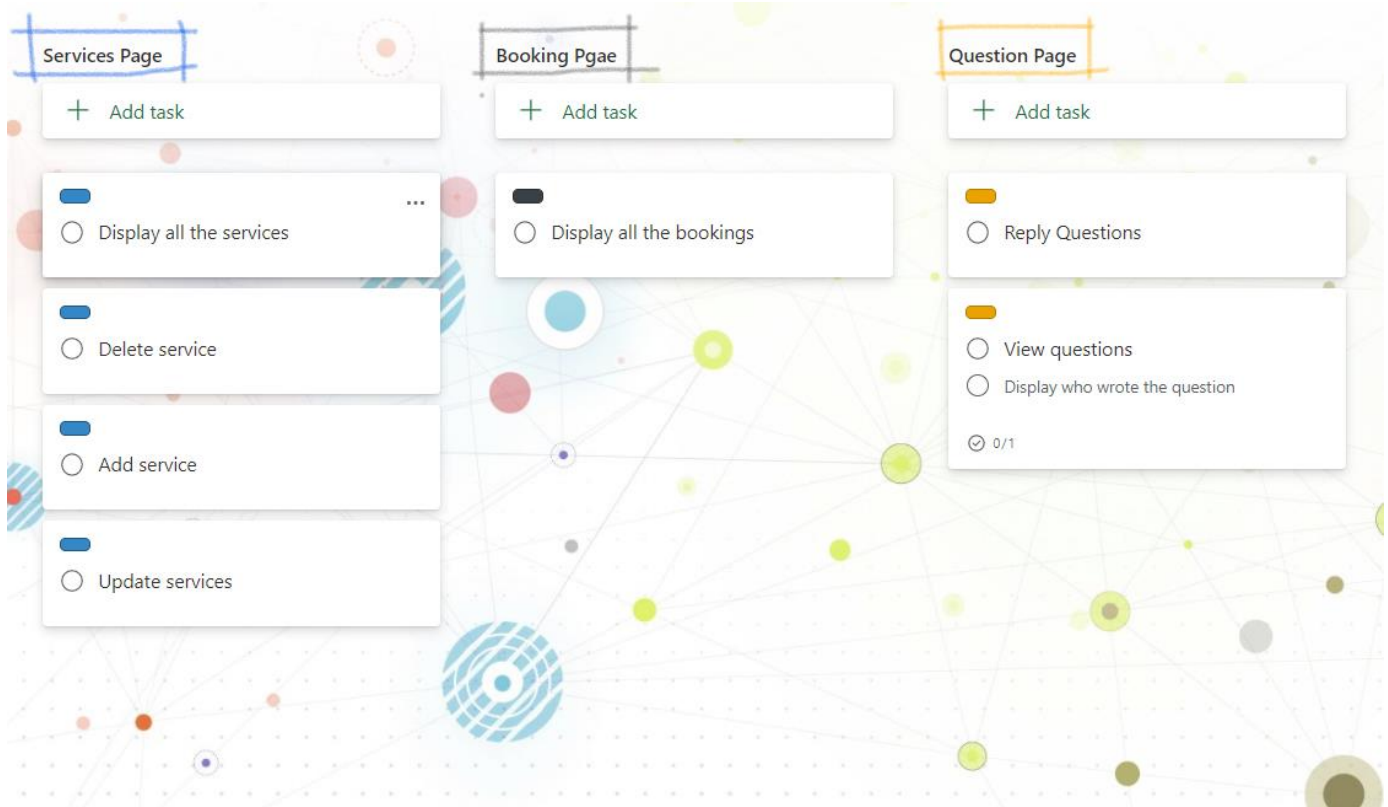 Services Page
Add task
Display all the services
Delete service
Add service
Update services
Booking Pgae
Add task
Display all the bookings
Question Page
Add task
Reply Questions
View questions
Display who wrote the question
0/1